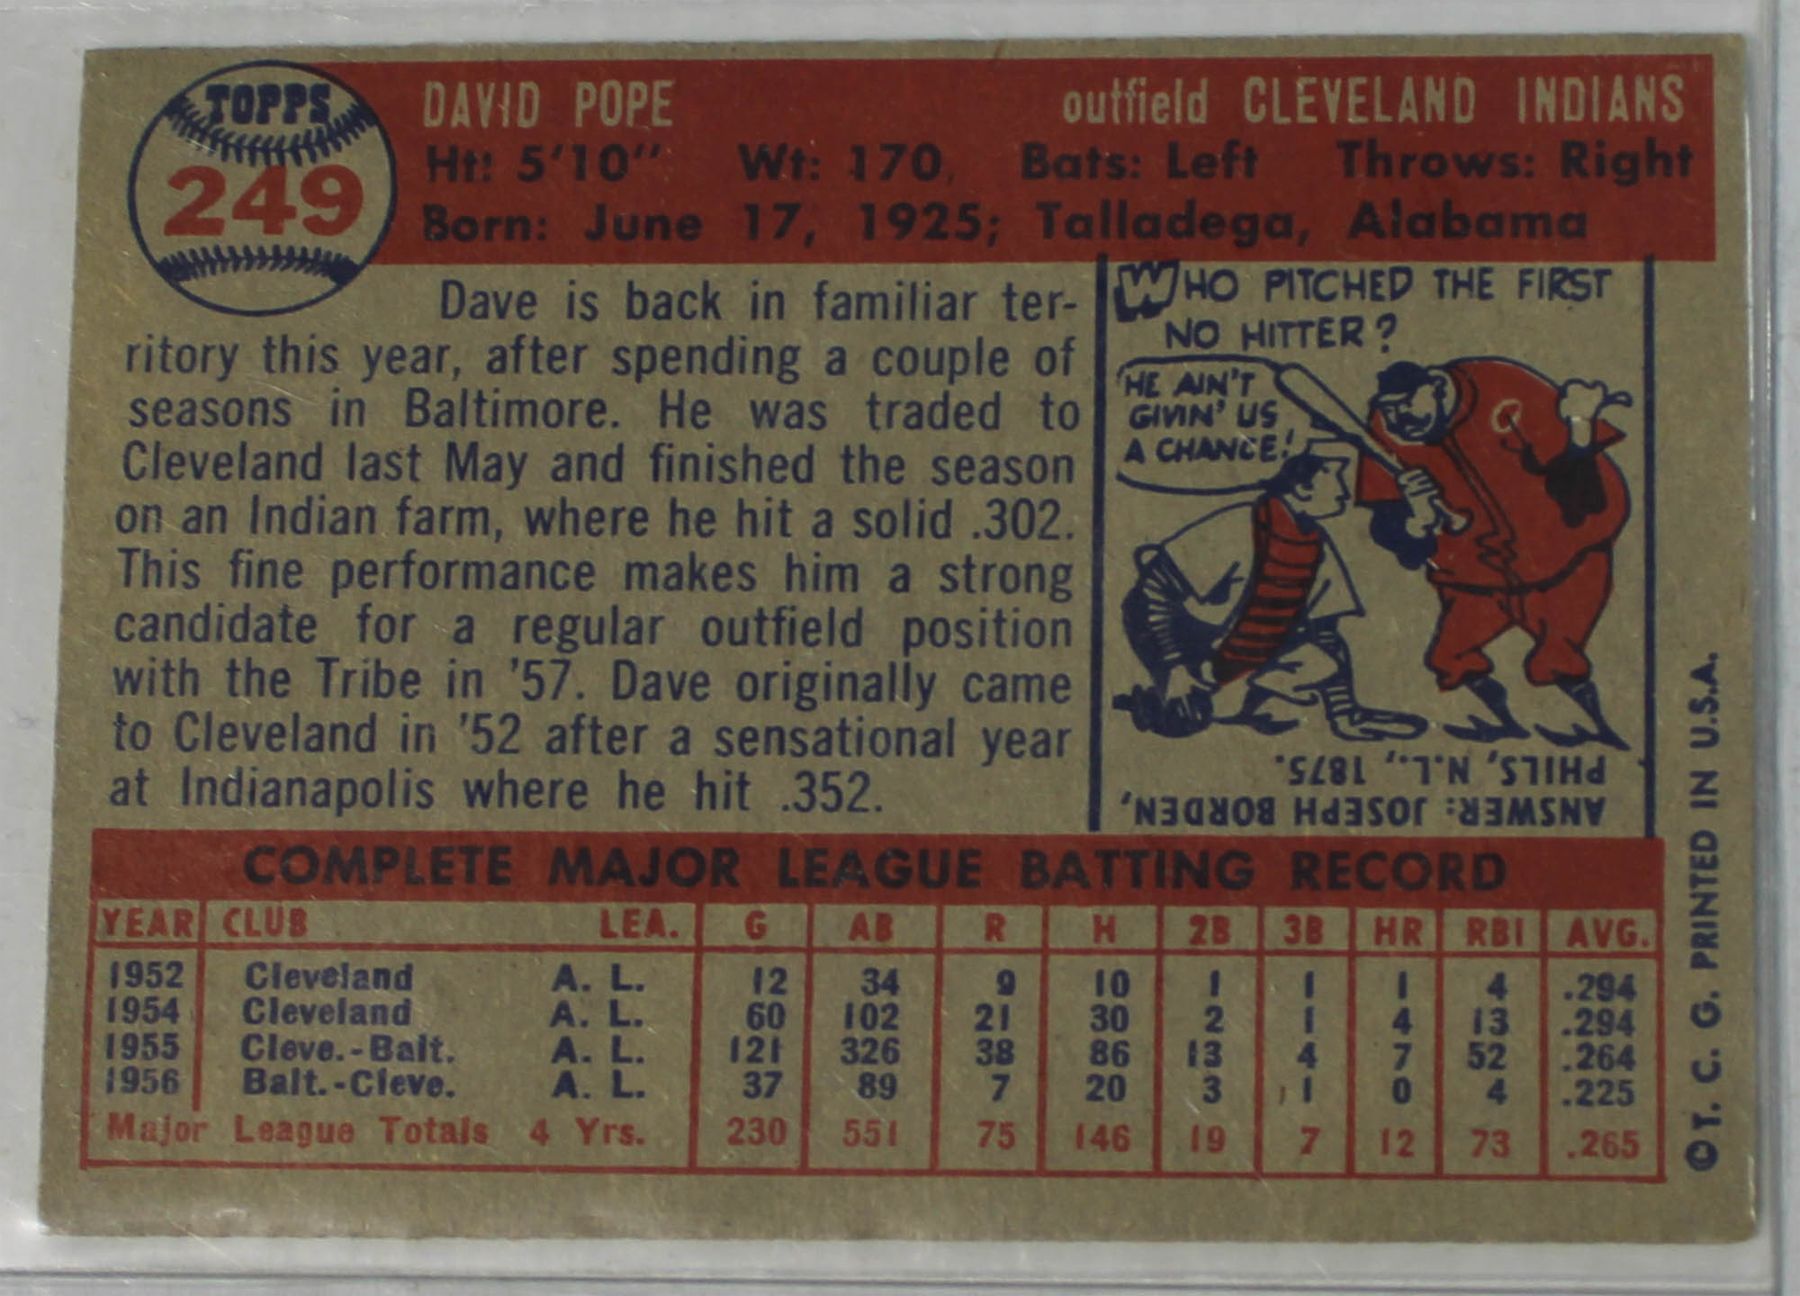 TOPPS
249
DAVID POPE outfield CLEVELAND INDIANS
Ht: 5'10" Wt: 170, Bats: Left Throws: Right
Born: June 17, 1925; Talladega, Alabama
Dave is back in familiar ter-
ritory this year, after spending a couple of
seasons in Baltimore. He was traded to
Cleveland last May and finished the season
on an Indian farm, where he hit a solid .302.
This fine performance makes him a strong
candidate for a regular outfield position
with the Tribe in '57. Dave originally came
to Cleveland in '52 after a sensational year
at Indianapolis where he hit .352.
WHO PITCHED THE FIRST
NO HITTER?
HE AIN'T
GIVIN' US
A CHANCE!
ANSWER: JOSEPH BORDEN,
PHILS, N.L., 1875.
COMPLETE MAJOR LEAGUE BATTING RECORD
YEAR CLUB LEA. G AB R H 2B 3B HR RBI AVG.
1952 Cleveland A. L. 12 34 9 10 1 1 1 4 .294
1954 Cleveland A. L. 60 102 21 30 2 1 4 13 .294
1955 Cleve.-Balt. A. L. 121 326 38 86 13 4 7 52 .264
1956 Balt.-Cleve. A. L. 37 89 7 20 3 1 0 4 .225
Major League Totals 4 Yrs. 230 551 75 146 19 7 12 73 .265
©T. C. G. PRINTED IN U.S.A.